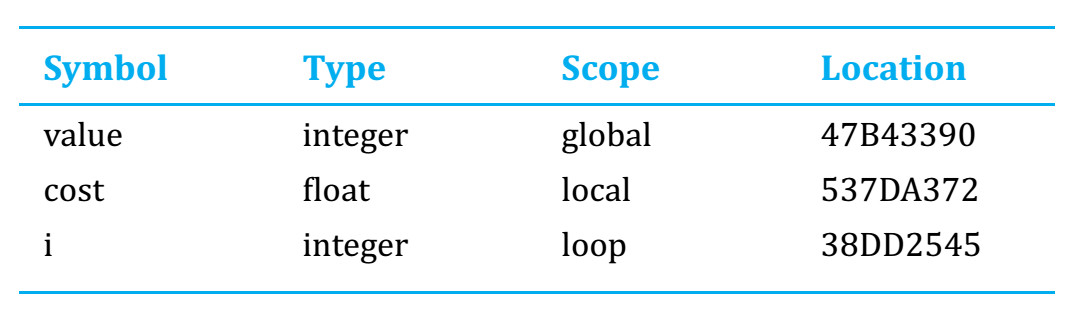 Symbol Type Scope Location
value integer global 47B43390
cost float local 537DA372
i integer loop 38DD2545